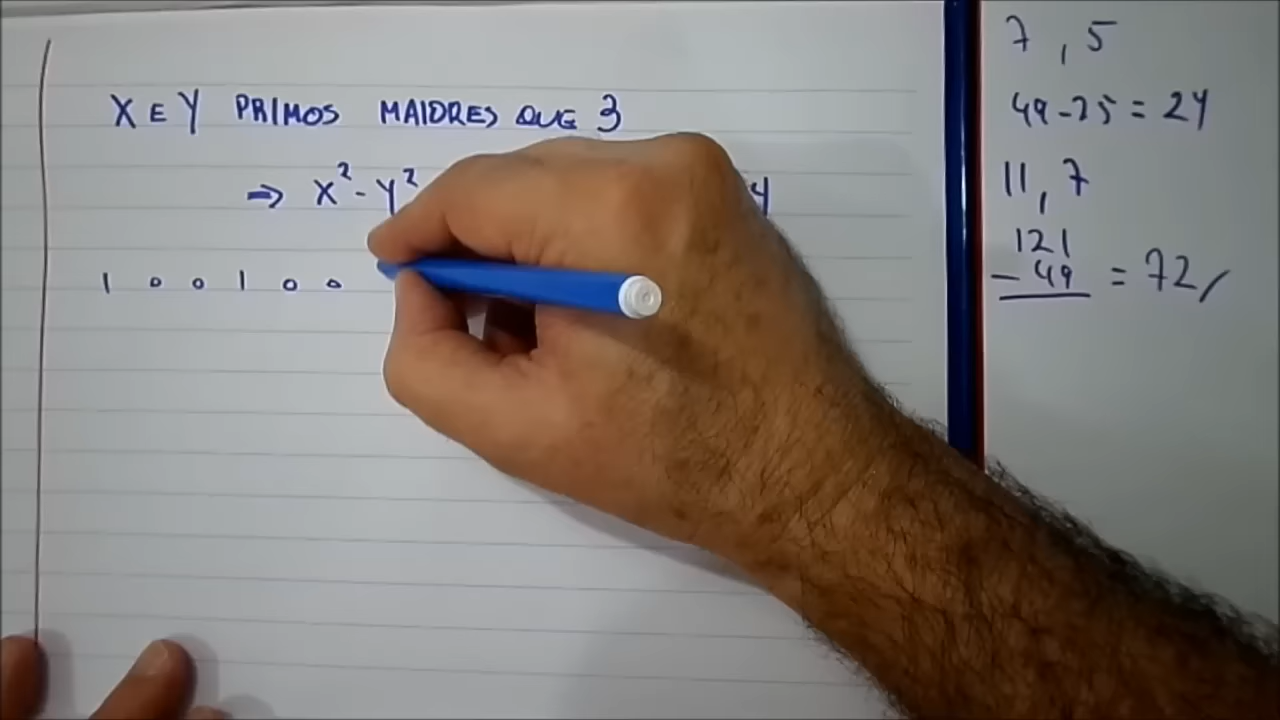 X E Y PRIMOS MAIORES QUE 3
⇒ X² - Y²
1 0 0 1 0 0
7, 5
49 - 25 = 24
11, 7
121
- 49 = 72